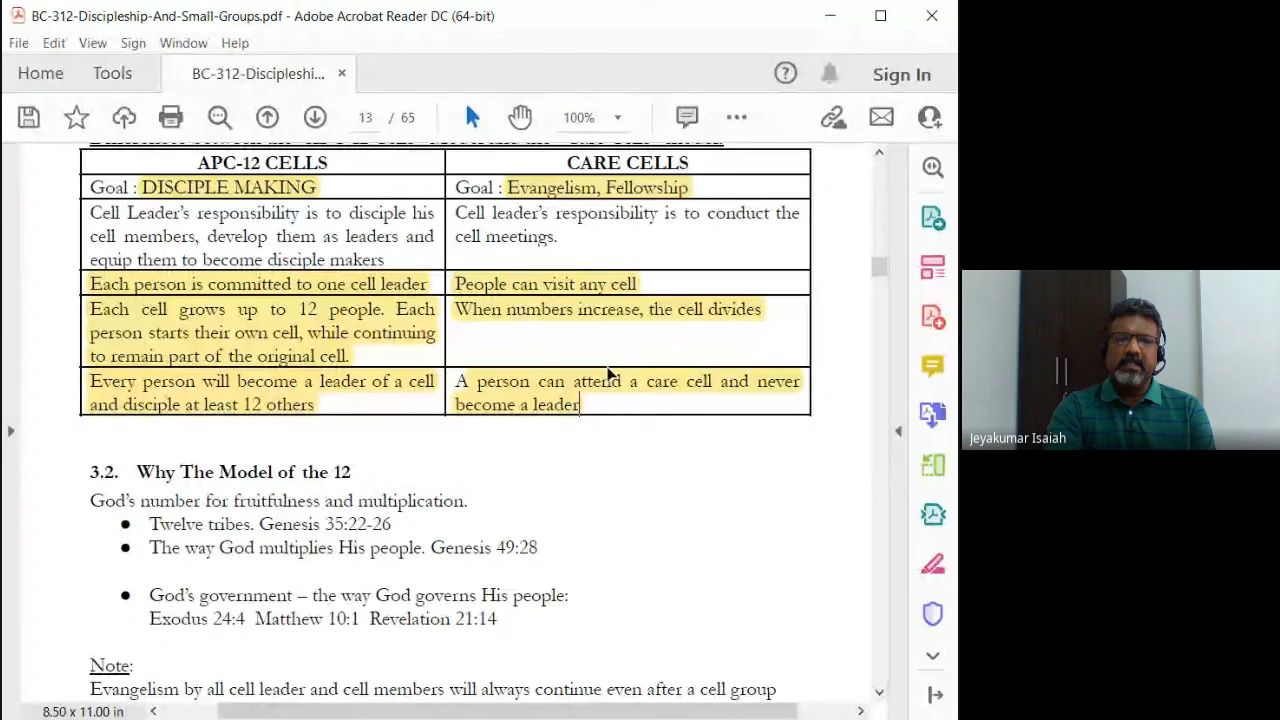 BC-312-Discipleship-And-Small-Groups.pdf - Adobe Acrobat Reader DC (64-bit)
File Edit View Sign Window Help
Home Tools BC-312-Discipleshi... × Sign In
13 / 65 100%
APC-12 CELLS CARE CELLS
Goal : DISCIPLE MAKING Goal : Evangelism, Fellowship
Cell Leader’s responsibility is to disciple his Cell leader’s responsibility is to conduct the
cell members, develop them as leaders and cell meetings.
equip them to become disciple makers
Each person is committed to one cell leader People can visit any cell
Each cell grows up to 12 people. Each When numbers increase, the cell divides
person starts their own cell, while continuing
to remain part of the original cell.
Every person will become a leader of a cell A person can attend a care cell and never
and disciple at least 12 others become a leader
3.2. Why The Model of the 12
God’s number for fruitfulness and multiplication.
● Twelve tribes. Genesis 35:22-26
● The way God multiplies His people. Genesis 49:28
● God’s government – the way God governs His people:
Exodus 24:4 Matthew 10:1 Revelation 21:14
Note:
Evangelism by all cell leader and cell members will always continue even after a cell group
8.50 x 11.00 in
Jeyakumar Isaiah